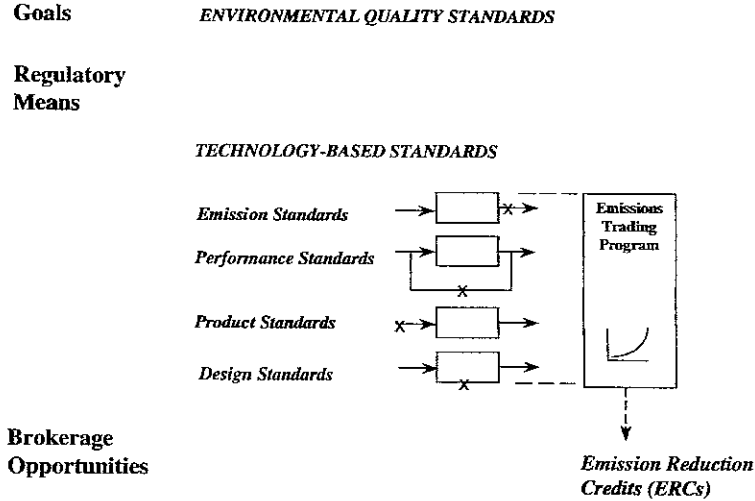 Goals
ENVIRONMENTAL QUALITY STANDARDS
Regulatory
Means
TECHNOLOGY-BASED STANDARDS
Emission Standards
Performance Standards
Product Standards
Design Standards
Emissions
Trading
Program
Brokerage
Opportunities
Emission Reduction
Credits (ERCs)